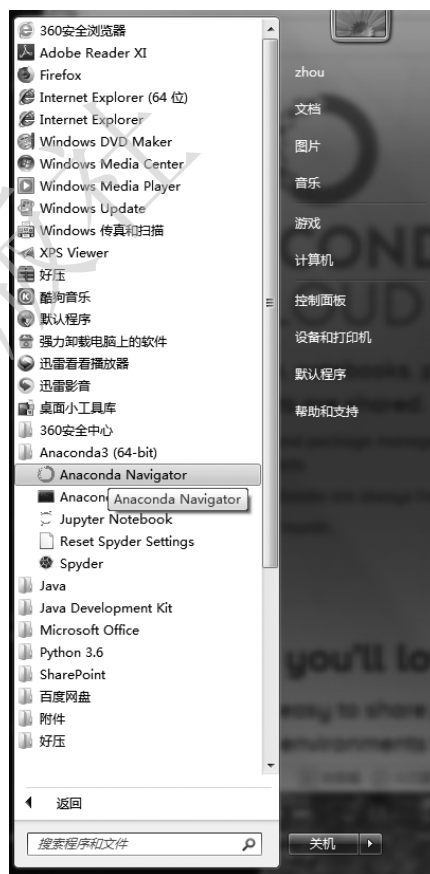 360安全浏览器
Adobe Reader XI
Firefox
Internet Explorer (64 位)
Internet Explorer
Windows DVD Maker
Windows Media Center
Windows Media Player
Windows Update
Windows 传真和扫描
XPS Viewer
好压
酷狗音乐
默认程序
强力卸载电脑上的软件
迅雷看看播放器
迅雷影音
桌面小工具库
360安全中心
Anaconda3 (64-bit)
Anaconda Navigator
Anacon
Anaconda Navigator
Jupyter Notebook
Reset Spyder Settings
Spyder
Java
Java Development Kit
Microsoft Office
Python 3.6
SharePoint
百度网盘
附件
好压
返回
搜索程序和文件
zhou
文档
图片
音乐
游戏
计算机
控制面板
设备和打印机
默认程序
帮助和支持
关机
OND
LOUD
you'll lo
easy to share
environments